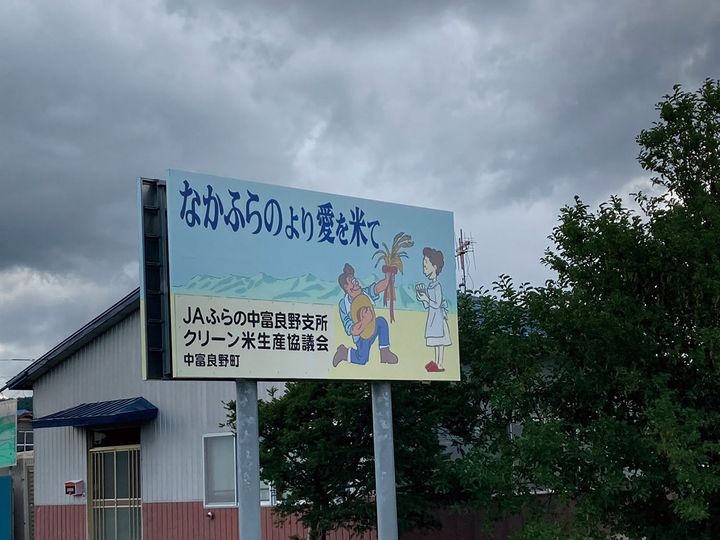 なかふらのより愛を米て
JAふらの中富良野支所
クリーン米生産協議会
中富良野町